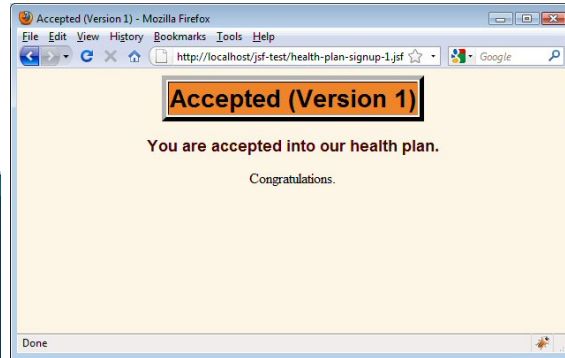 Accepted (Version 1) - Mozilla Firefox
File Edit View History Bookmarks Tools Help
http://localhost/jsf-test/health-plan-signup-1.jsf Google
Accepted (Version 1)
You are accepted into our health plan.
Congratulations.
Done